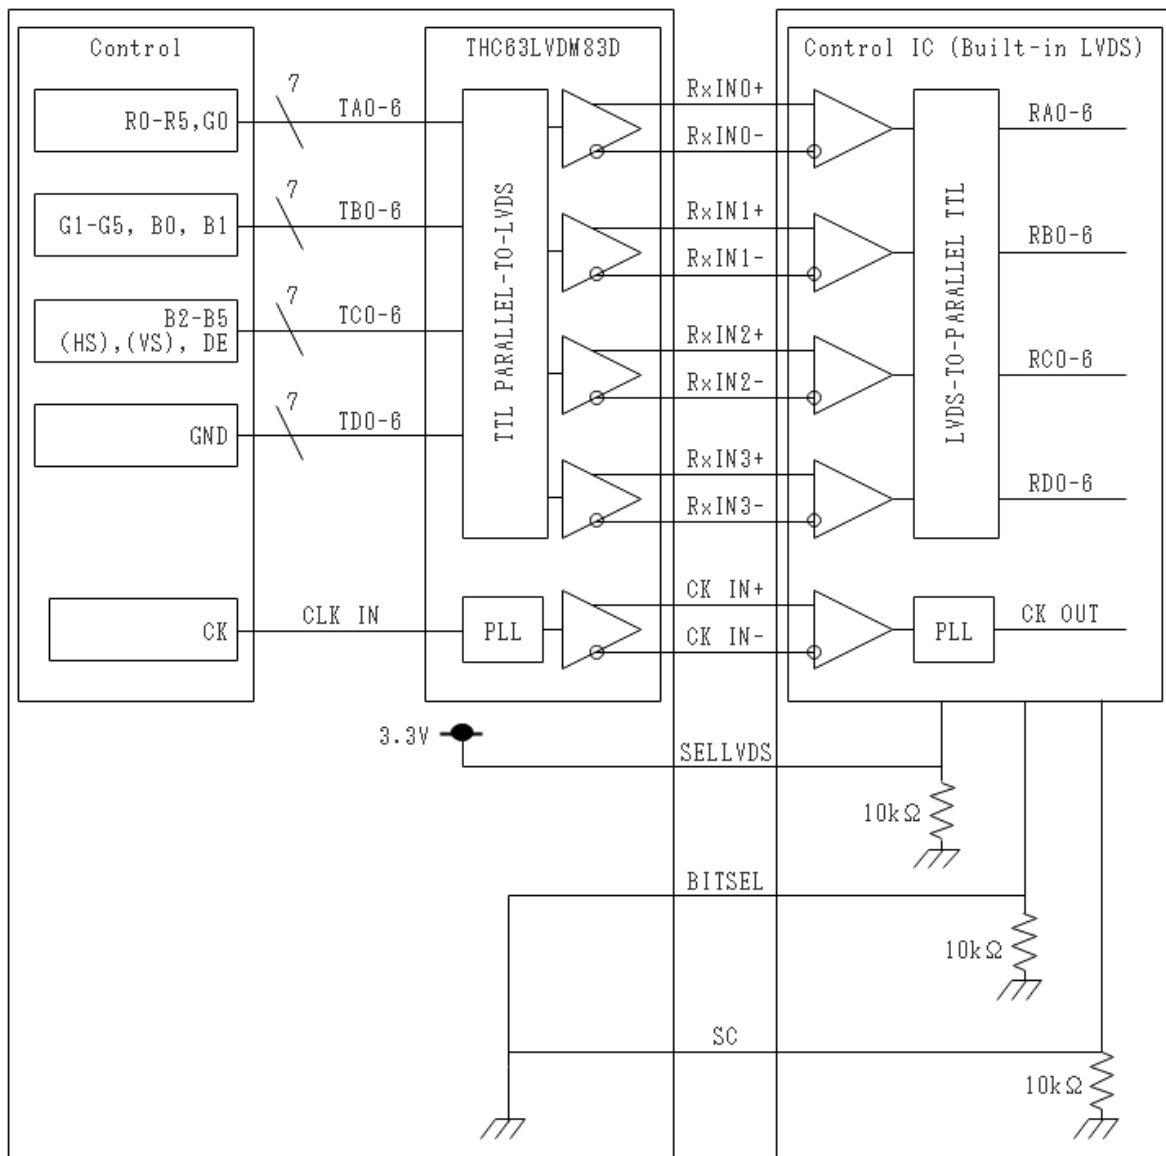 Control
THC63LVDM83D
Control IC (Built-in LVDS)
R0-R5,G0
7
TA0-6
RxIN0+
RxIN0-
RA0-6
G1-G5, B0, B1
7
TB0-6
RxIN1+
RxIN1-
RB0-6
B2-B5
(HS),(VS), DE
7
TC0-6
RxIN2+
RxIN2-
RC0-6
GND
7
TD0-6
RxIN3+
RxIN3-
RD0-6
TTL PARALLEL-TO-LVDS
LVDS-TO-PARALLEL TTL
CK
CLK IN
PLL
CK IN+
CK IN-
PLL
CK OUT
3.3V
SELLVDS
10kΩ
BITSEL
10kΩ
SC
10kΩ